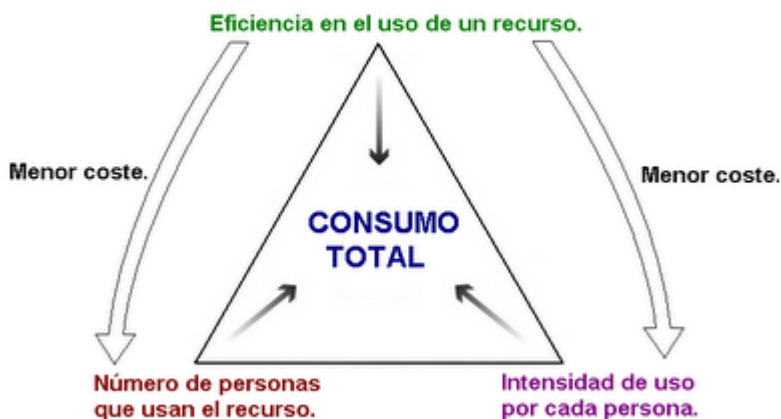 Eficiencia en el uso de un recurso.
Menor coste.
Menor coste.
CONSUMO
TOTAL
Número de personas
que usan el recurso.
Intensidad de uso
por cada persona.